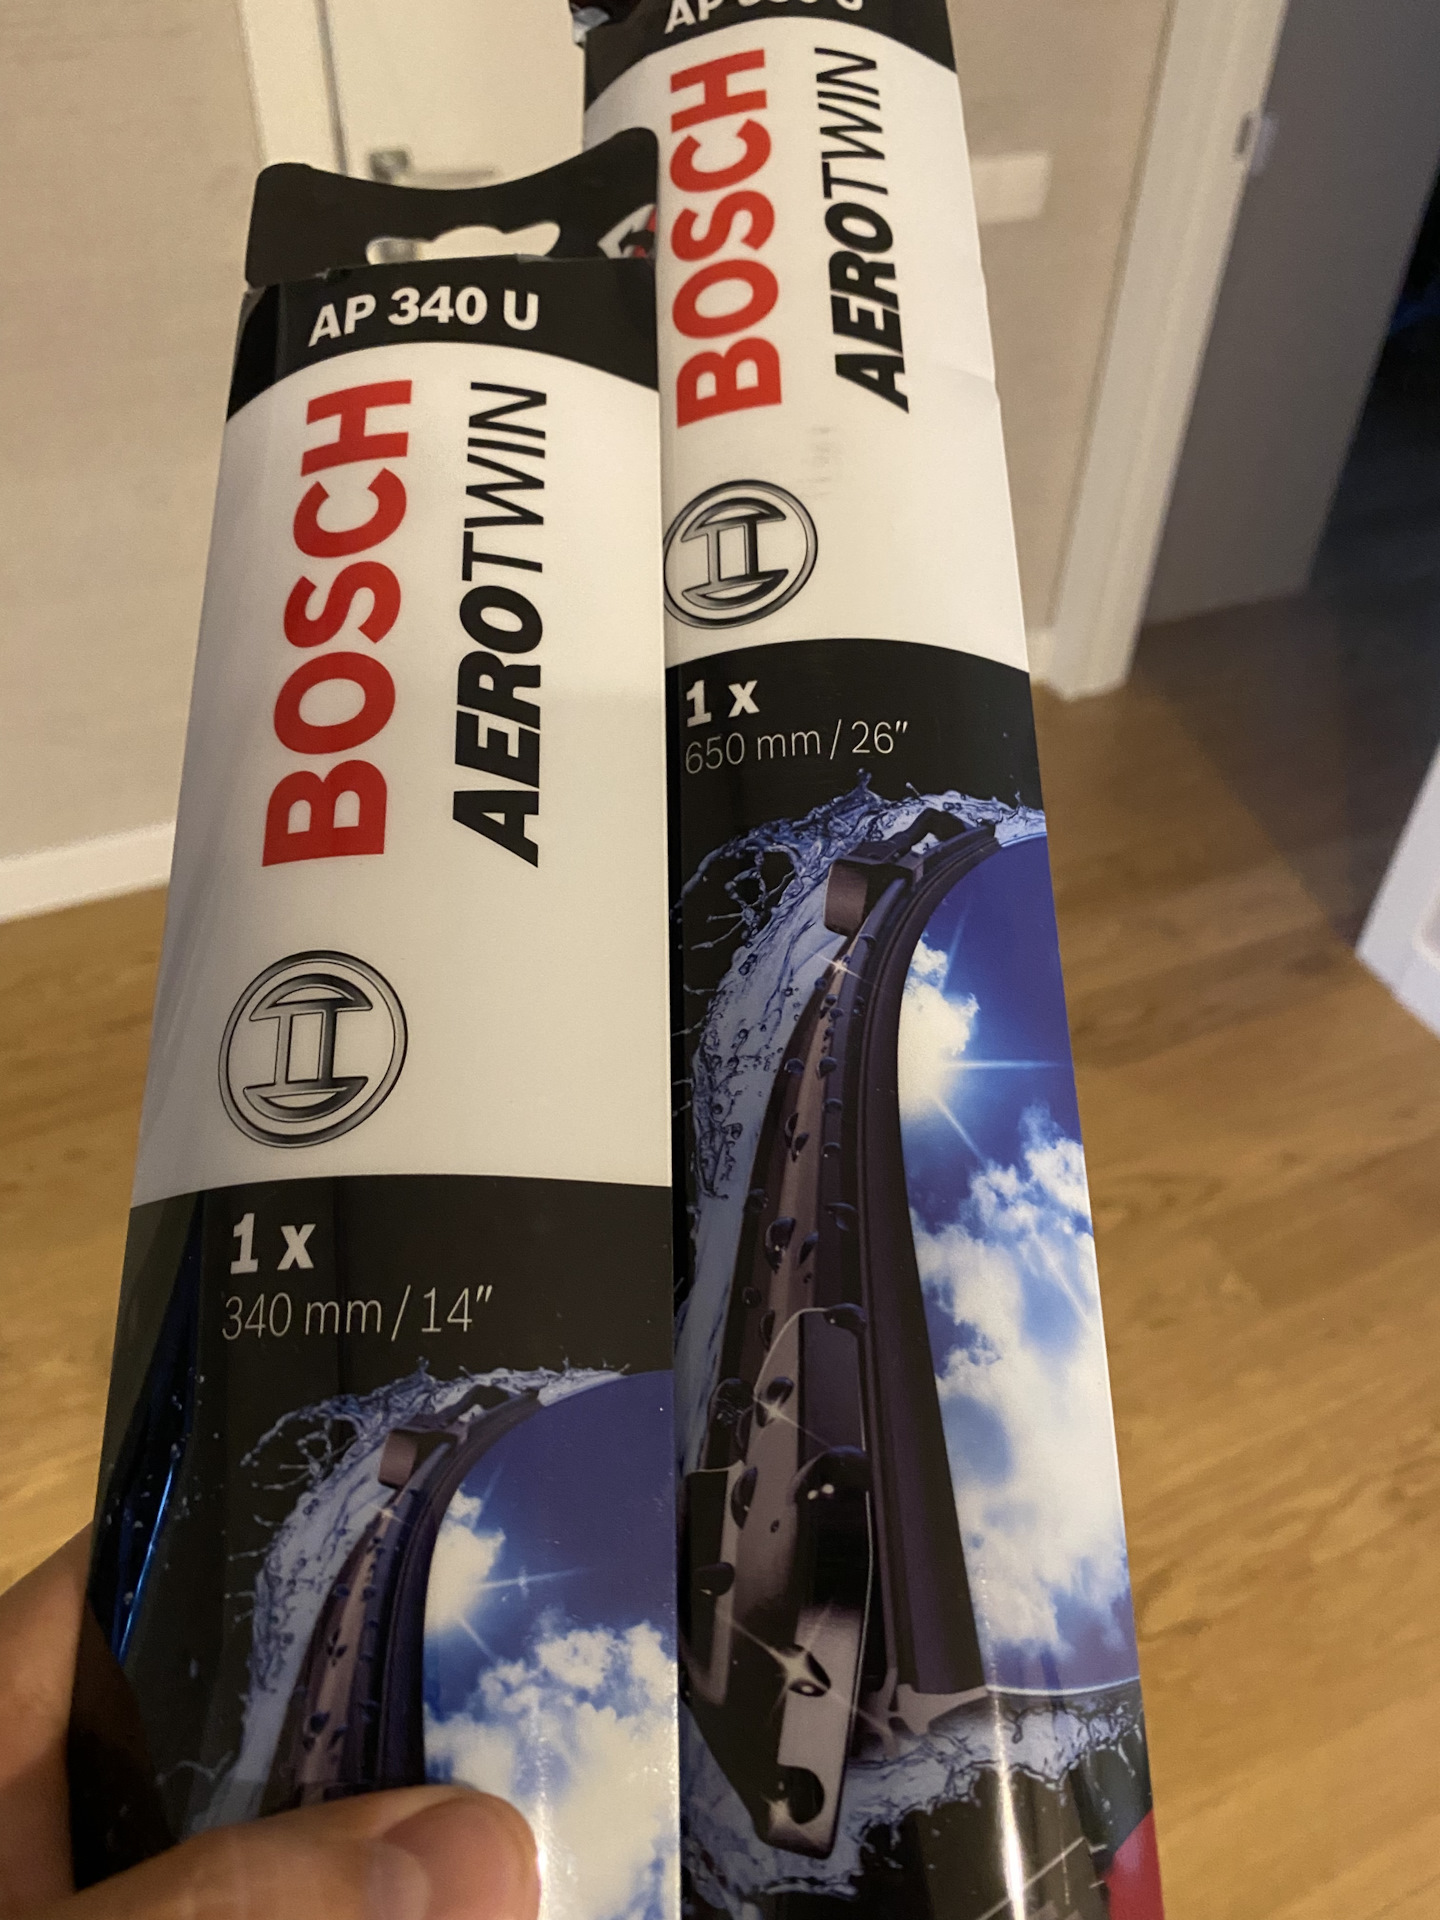 AP 340 U
BOSCH
AEROTWIN
1 x
340 mm / 14"
BOSCH
AEROTWIN
1 x
650 mm / 26"